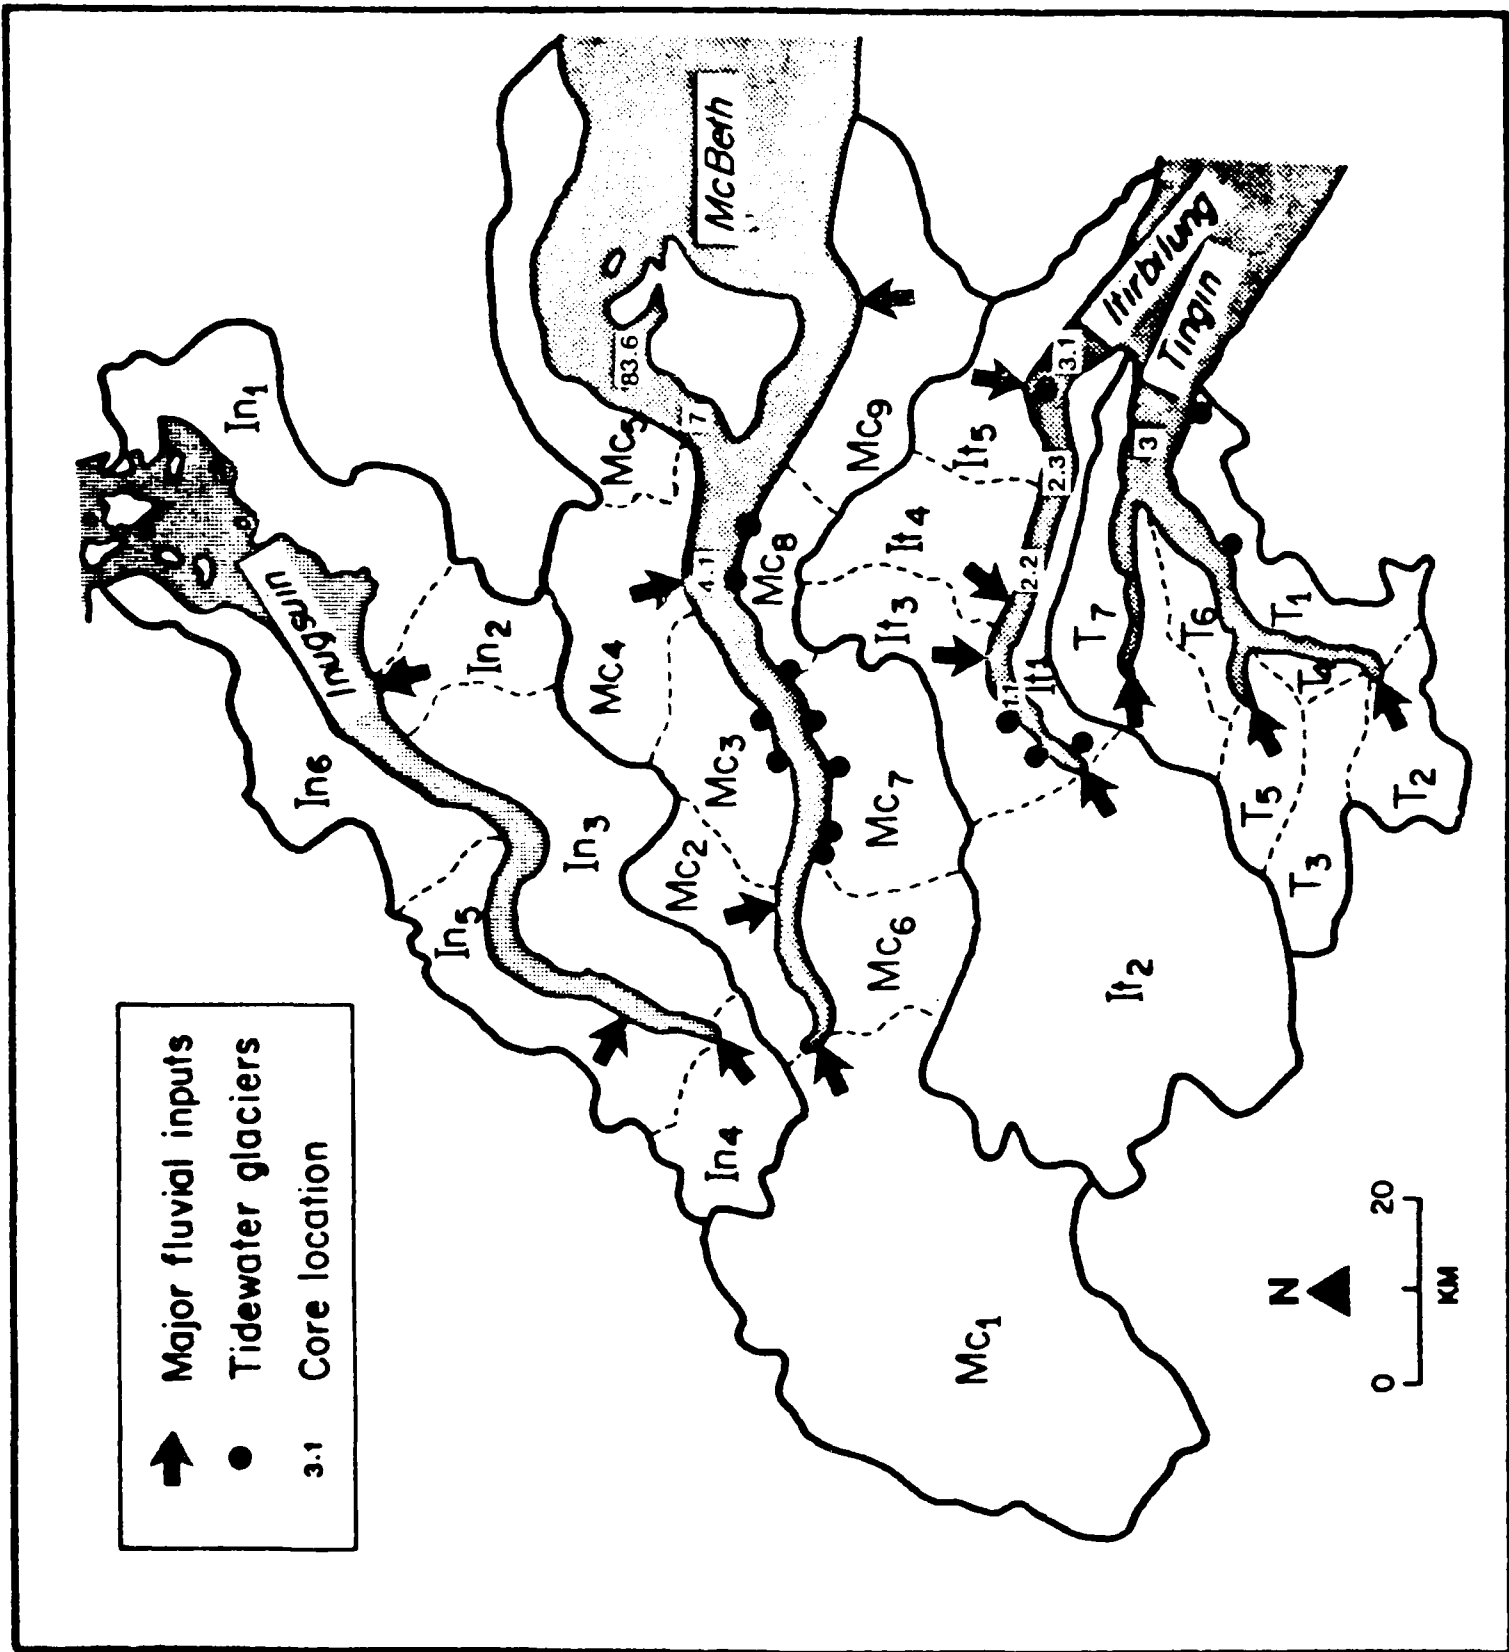 Major fluvial inputs
Tidewater glaciers
3.1 Core location
Inugsuin
McBeth
Itirbilung
Tingin
In1
In2
In3
In4
In5
In6
Mc1
Mc2
Mc3
Mc4
Mc5
Mc6
Mc7
Mc8
Mc9
It1
It2
It3
It4
It5
T1
T2
T3
T5
T6
T7
'83.6
7
4.1
1.1
2.2
2.3
3.1
3
N
0 20
KM